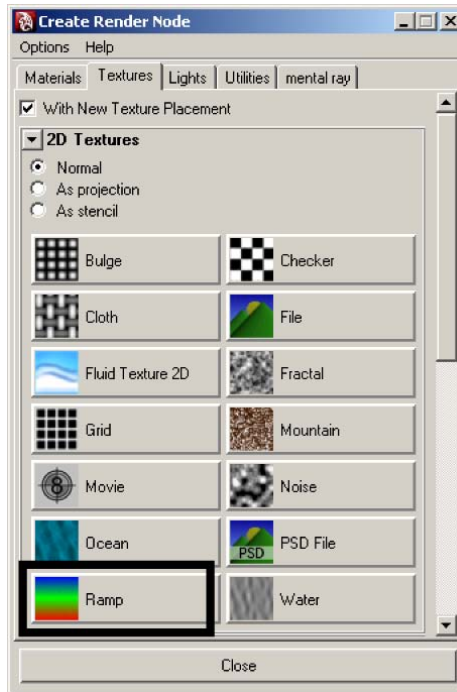 Create Render Node
Options Help
Materials Textures Lights Utilities mental ray
With New Texture Placement
2D Textures
Normal
As projection
As stencil
Bulge Checker
Cloth File
Fluid Texture 2D Fractal
Grid Mountain
8 Movie Noise
Ocean PSD PSD File
Ramp Water
Close